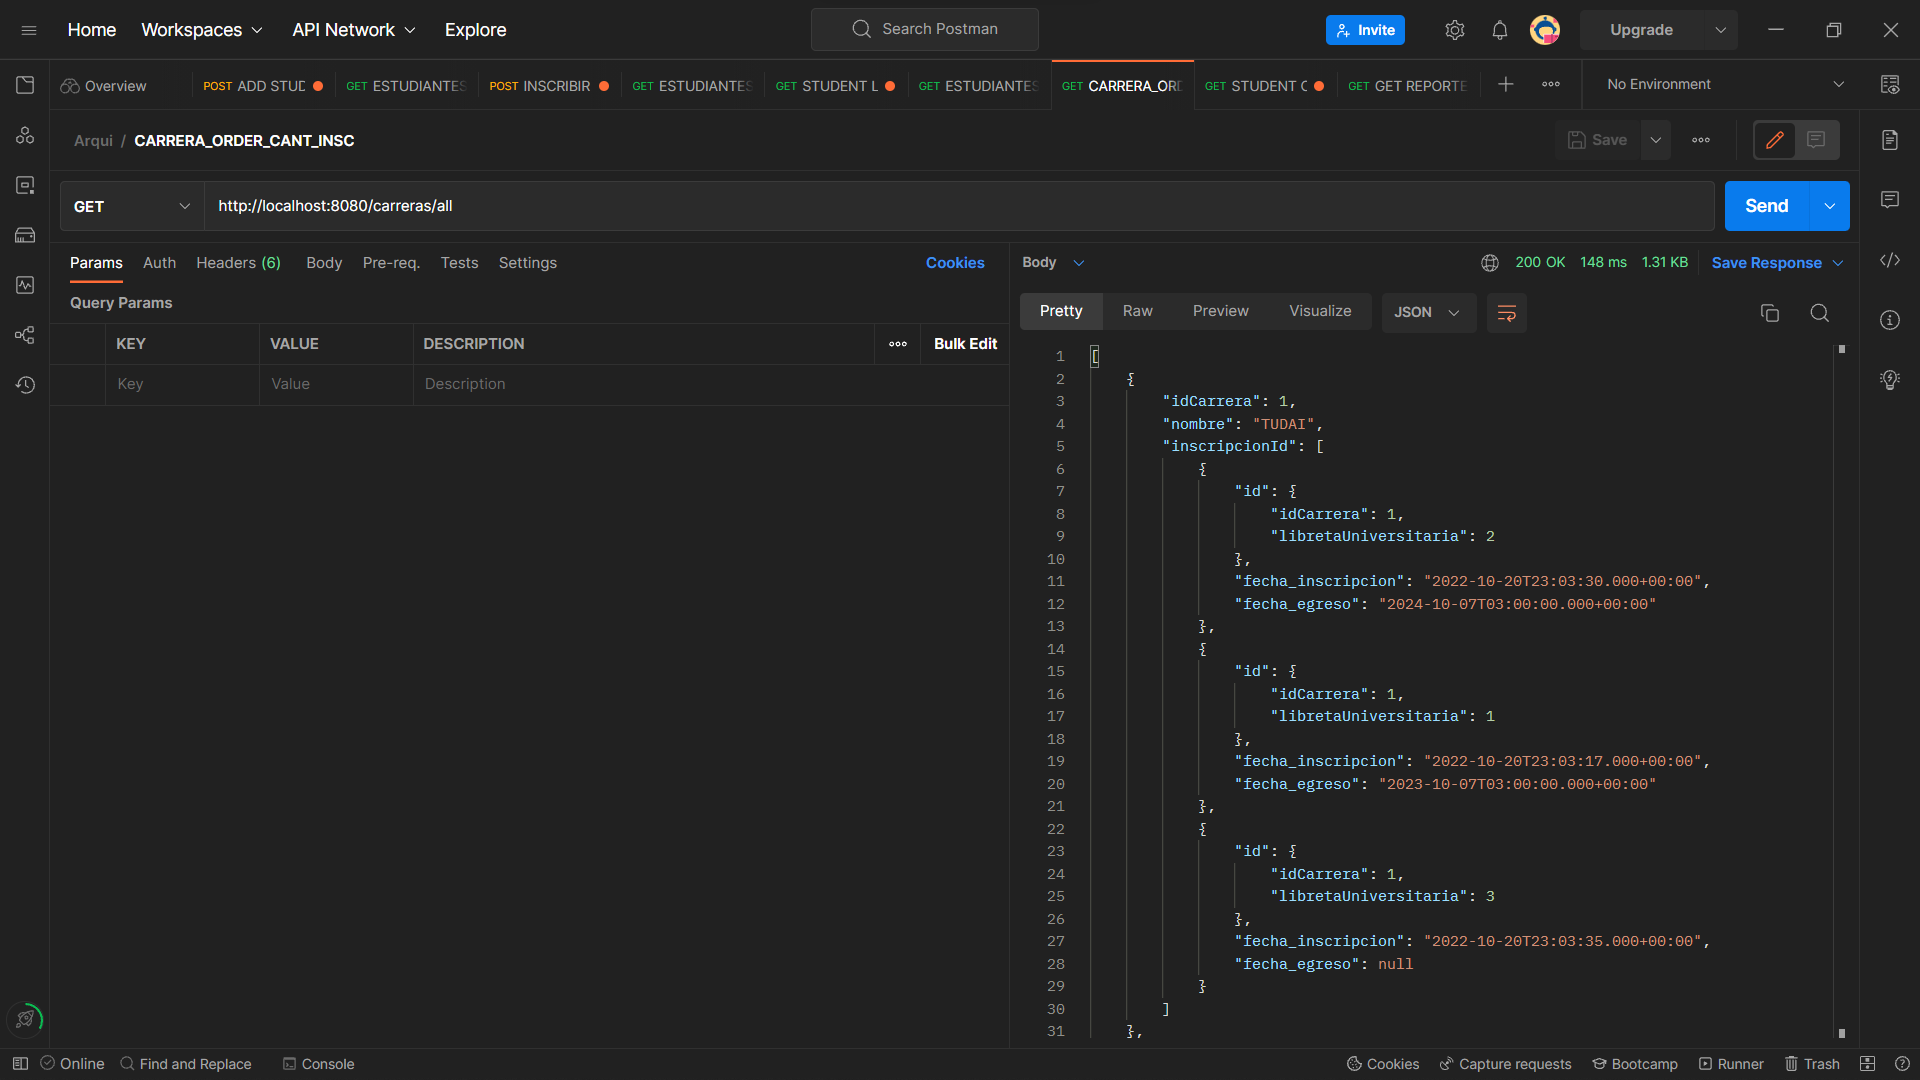 Home Workspaces API Network Explore Search Postman Invite Upgrade
Overview POST ADD STUD GET ESTUDIANTES POST INSCRIBIR GET ESTUDIANTES GET STUDENT L GET ESTUDIANTES GET CARRERA_ORD GET STUDENT C GET GET REPORTE No Environment
Arqui / CARRERA_ORDER_CANT_INSC Save
GET http://localhost:8080/carreras/all Send
Params Auth Headers (6) Body Pre-req. Tests Settings Cookies
Query Params
KEY VALUE DESCRIPTION Bulk Edit
Key Value Description
Body 200 OK 148 ms 1.31 KB Save Response
Pretty Raw Preview Visualize JSON
1 [
2 {
3 "idCarrera": 1,
4 "nombre": "TUDAI",
5 "inscripcionId": [
6 {
7 "id": {
8 "idCarrera": 1,
9 "libretaUniversitaria": 2
10 },
11 "fecha_inscripcion": "2022-10-20T23:03:30.000+00:00",
12 "fecha_egreso": "2024-10-07T03:00:00.000+00:00"
13 },
14 {
15 "id": {
16 "idCarrera": 1,
17 "libretaUniversitaria": 1
18 },
19 "fecha_inscripcion": "2022-10-20T23:03:17.000+00:00",
20 "fecha_egreso": "2023-10-07T03:00:00.000+00:00"
21 },
22 {
23 "id": {
24 "idCarrera": 1,
25 "libretaUniversitaria": 3
26 },
27 "fecha_inscripcion": "2022-10-20T23:03:35.000+00:00",
28 "fecha_egreso": null
29 }
30 ]
31 },
Online Find and Replace Console Cookies Capture requests Bootcamp Runner Trash